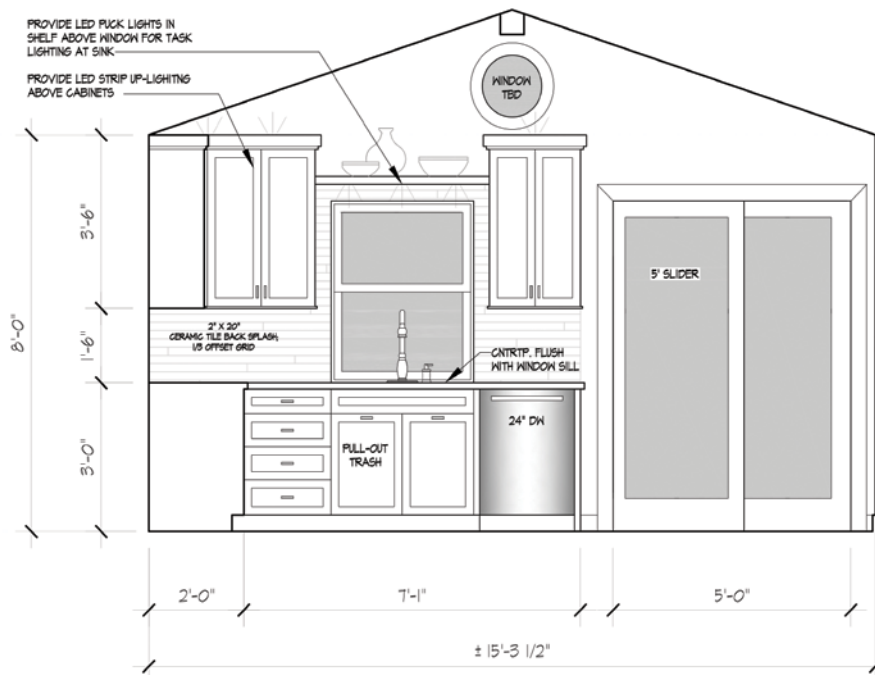 PROVIDE LED PUCK LIGHTS IN
SHELF ABOVE WINDOW FOR TASK
LIGHTING AT SINK
PROVIDE LED STRIP UP-LIGHITNG
ABOVE CABINETS
WINDOW
TBD
8'-0"
3'-6"
1'-6"
3'-0"
5' SLIDER
2" X 20"
CERAMIC TILE BACK SPLASH,
1/3 OFFSET GRID
CNTRTP. FLUSH
WITH WINDOW SILL
24" DW
PULL-OUT
TRASH
2'-0"
7'-1"
5'-0"
± 15'-3 1/2"